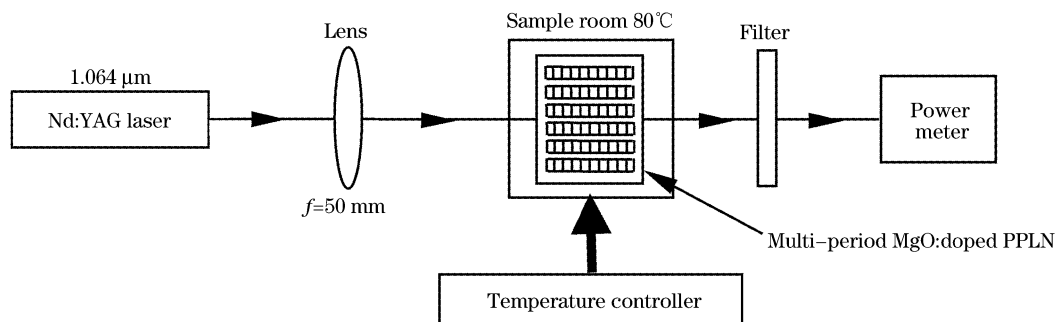 Sample room 80℃
Lens
Filter
1.064 μm
Nd:YAG laser
Power
meter
f=50 mm
Multi-period MgO:doped PPLN
Temperature controller